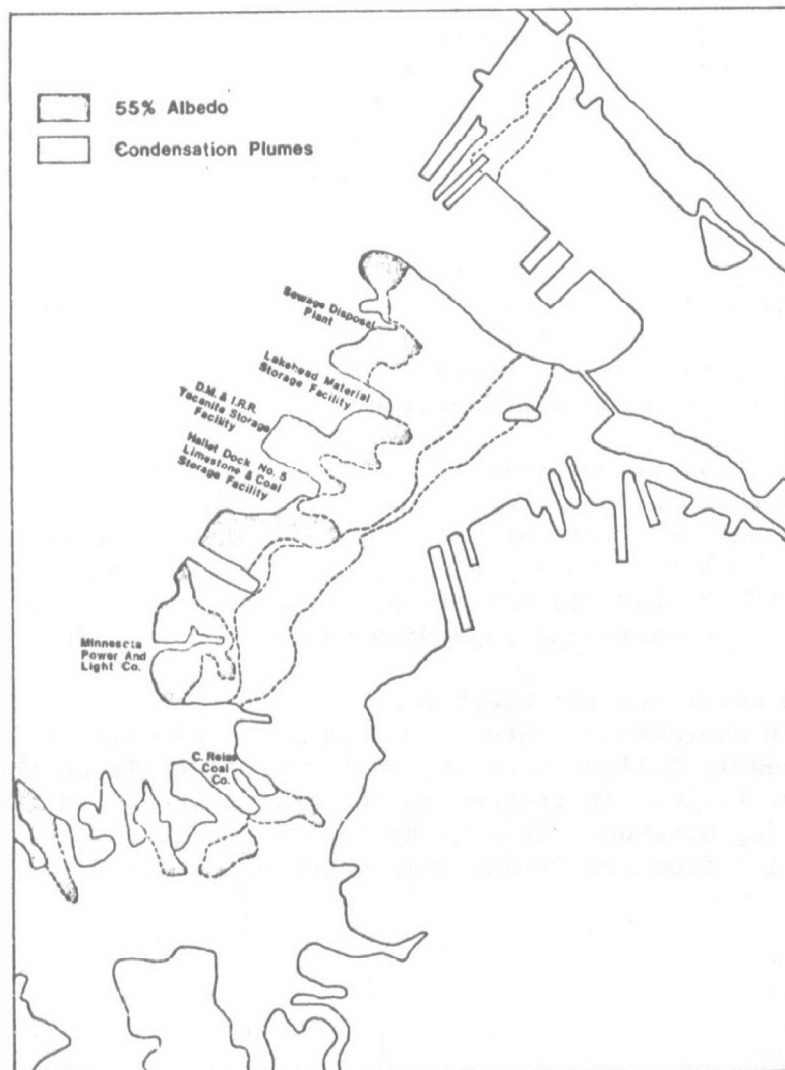 55% Albedo
Condensation Plumes
Sewage Disposal
Plant
Lakehead Material
Storage Facility
D.M. & I.R.R.
Taconite Storage
Facility
Hallet Dock No. 5
Limestone & Coal
Storage Facility
Minnesota
Power And
Light Co.
C. Reiss
Coal
Co.